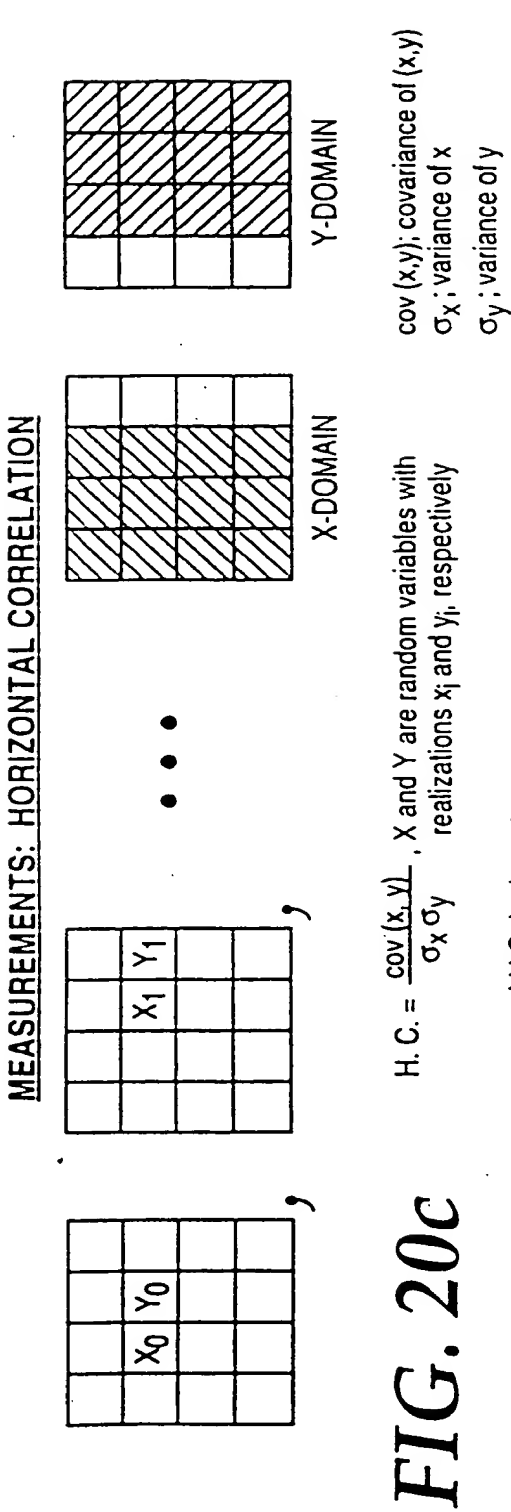 MEASUREMENTS: HORIZONTAL CORRELATION
X0 Y0
,
X1 Y1
,
• • •
X-DOMAIN
Y-DOMAIN
H. C. = cov (x, y) / σx σy , X and Y are random variables with
realizations xi and yi, respectively
cov (x,y); covariance of (x,y)
σx ; variance of x
σy ; variance of y
FIG. 20c